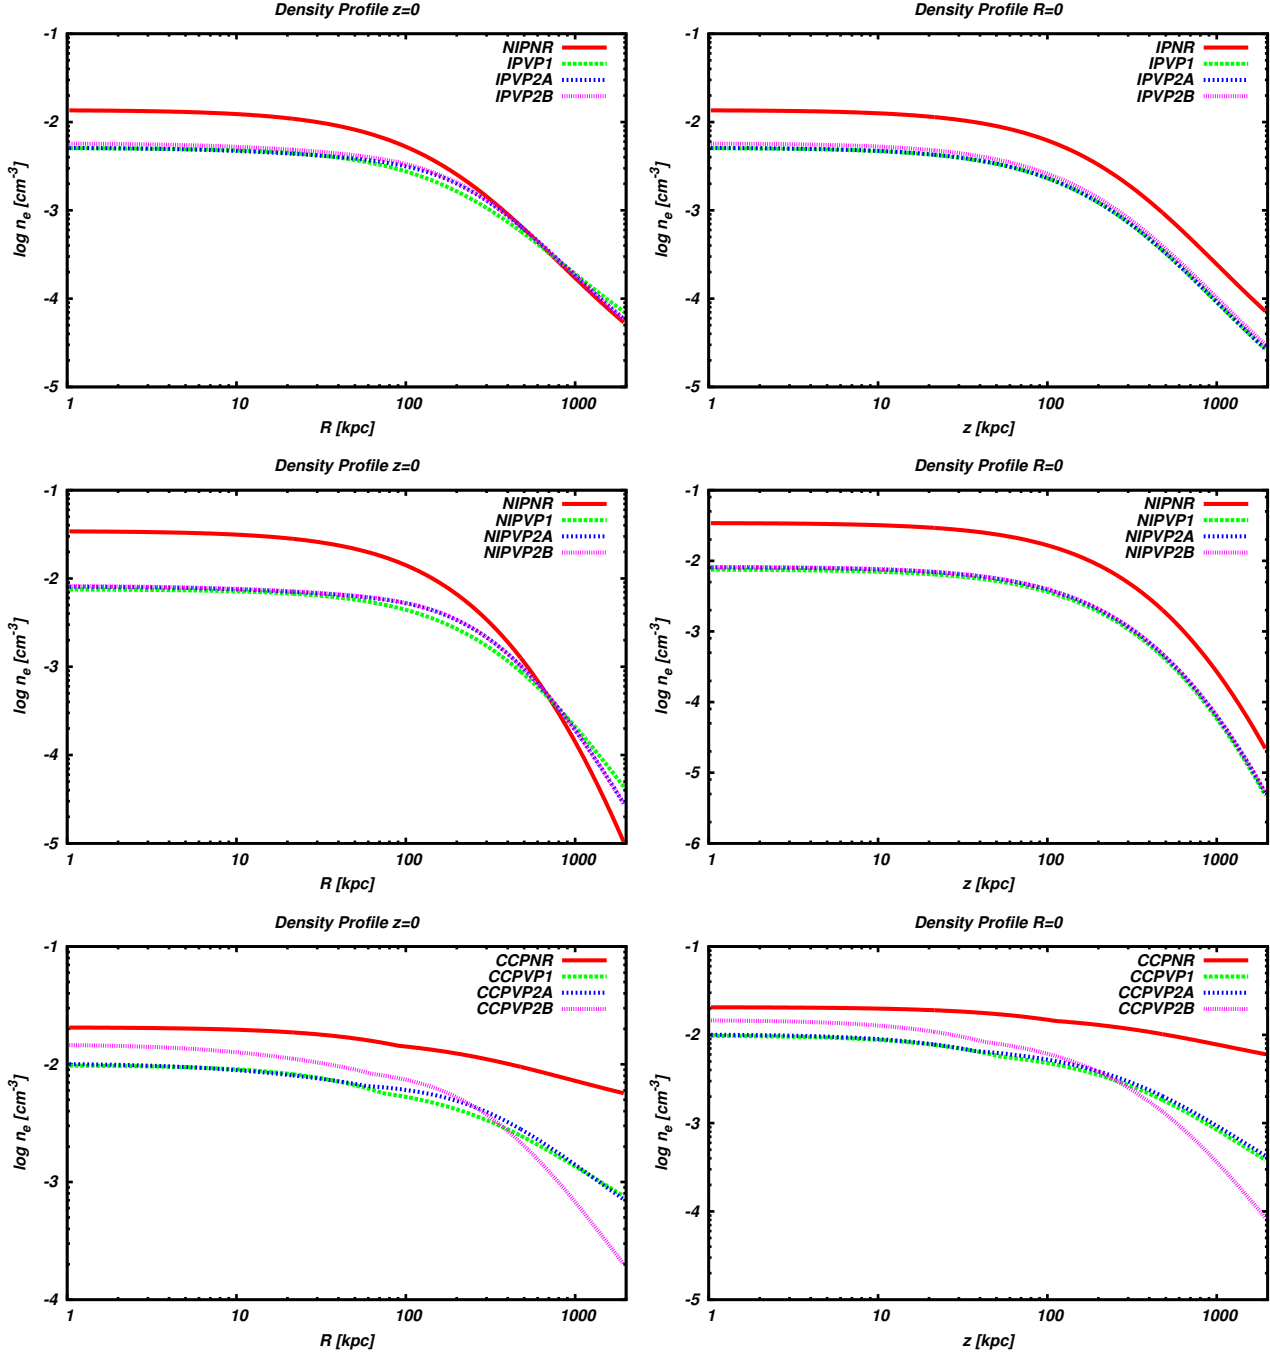 Density Profile z=0
-1
-2
-3
-4
-5
log n_e [cm^-3]
NIPNR
IPVP1
IPVP2A
IPVP2B
1 10 100 1000
R [kpc]
Density Profile R=0
-1
-2
-3
-4
-5
log n_e [cm^-3]
IPNR
IPVP1
IPVP2A
IPVP2B
1 10 100 1000
z [kpc]
Density Profile z=0
-1
-2
-3
-4
-5
log n_e [cm^-3]
NIPNR
NIPVP1
NIPVP2A
NIPVP2B
1 10 100 1000
R [kpc]
Density Profile R=0
-1
-2
-3
-4
-5
-6
log n_e [cm^-3]
NIPNR
NIPVP1
NIPVP2A
NIPVP2B
1 10 100 1000
z [kpc]
Density Profile z=0
-1
-2
-3
-4
log n_e [cm^-3]
CCPNR
CCPVP1
CCPVP2A
CCPVP2B
1 10 100 1000
R [kpc]
Density Profile R=0
-1
-2
-3
-4
-5
log n_e [cm^-3]
CCPNR
CCPVP1
CCPVP2A
CCPVP2B
1 10 100 1000
z [kpc]